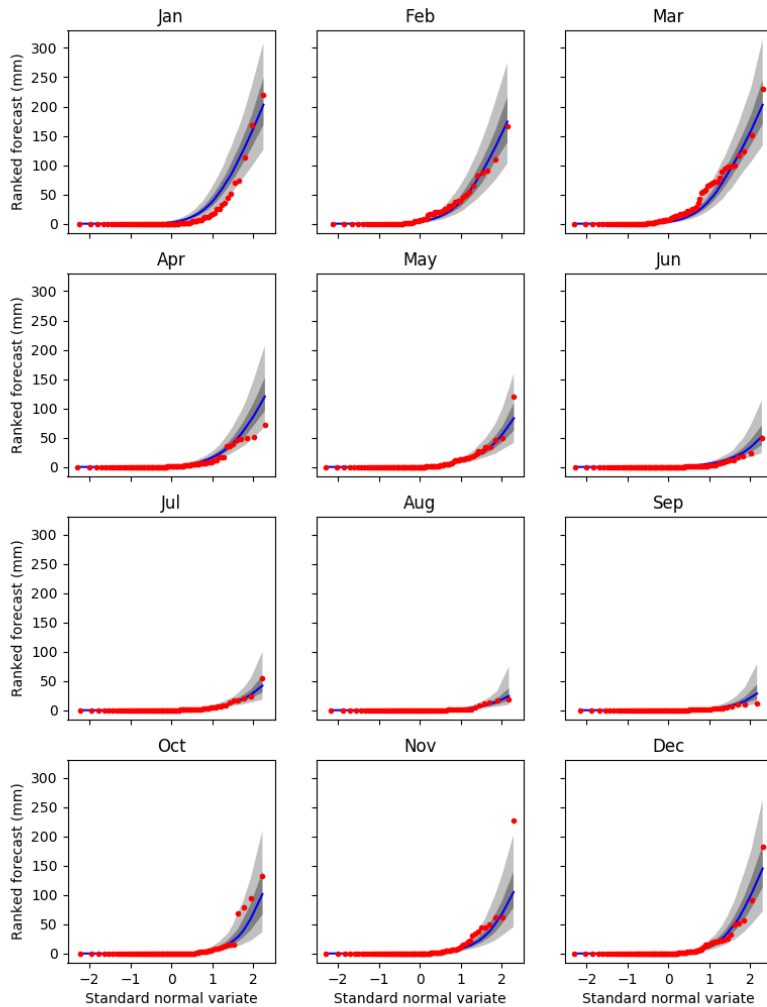 Jan Feb Mar
300
250
200
150
100
50
0
Ranked forecast (mm)
Apr May Jun
300
250
200
150
100
50
0
Ranked forecast (mm)
Jul Aug Sep
300
250
200
150
100
50
0
Ranked forecast (mm)
Oct Nov Dec
300
250
200
150
100
50
0
Ranked forecast (mm)
−2 −1 0 1 2 −2 −1 0 1 2 −2 −1 0 1 2
Standard normal variate Standard normal variate Standard normal variate